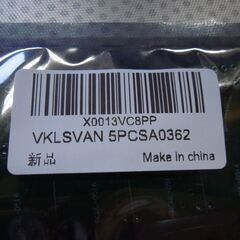 X0013VC8PP
VKLSVAN 5PCSA0362
新品 Make in china